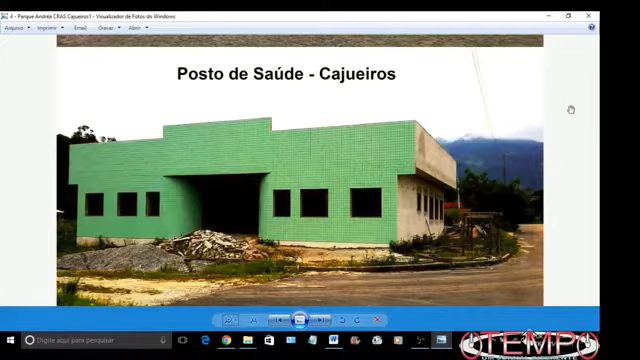 4 - Parque Andréa CRAS Cajueiros1 - Visualizador de Fotos do Windows
Arquivo Imprimir Email Gravar Abrir
Posto de Saúde - Cajueiros
Digite aqui para pesquisar
OTEMPO